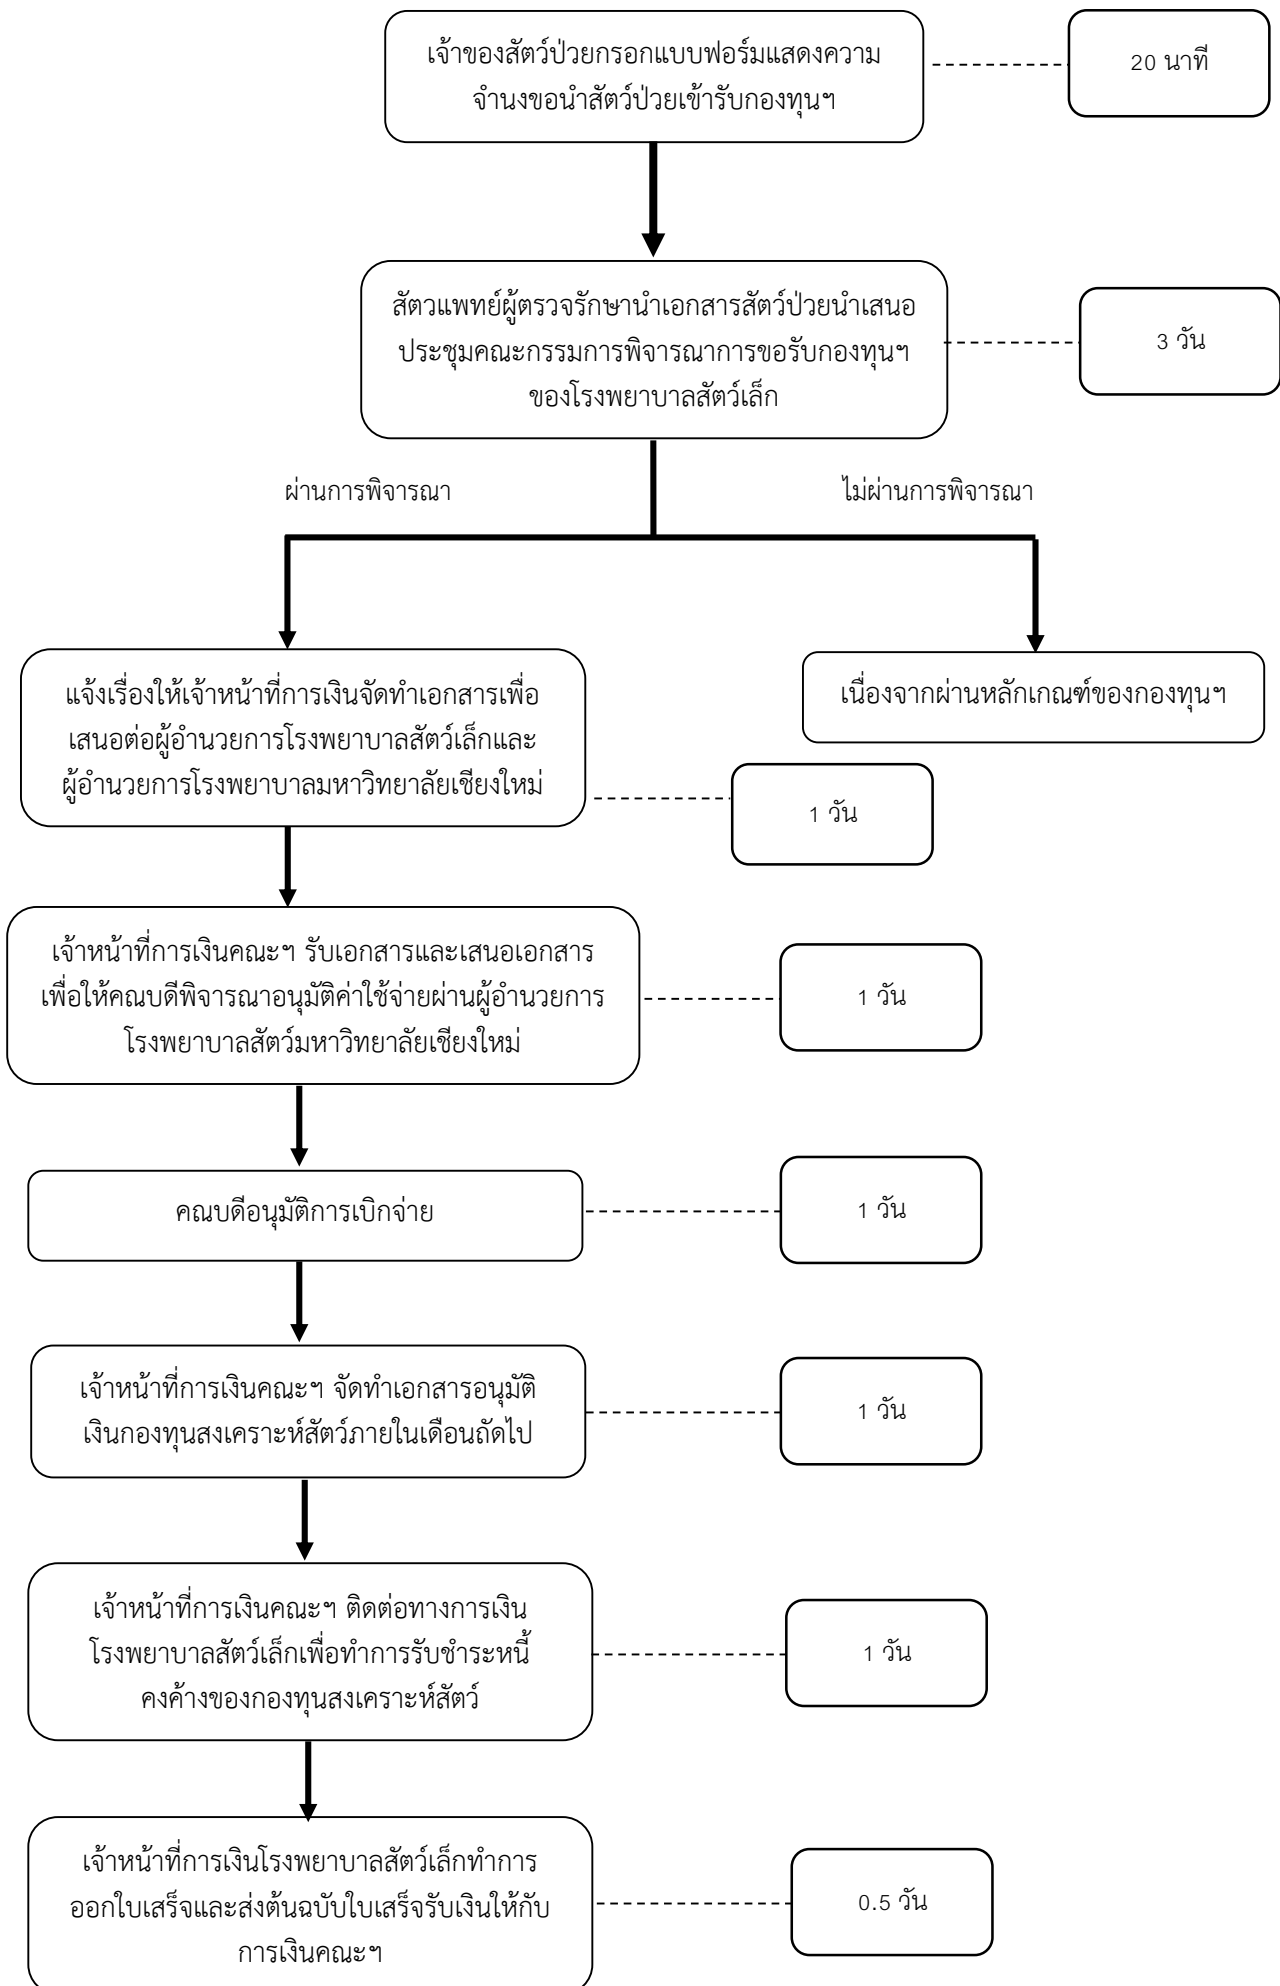 เจ้าของสัตว์ป่วยกรอกแบบฟอร์มแสดงความ
จำนงขอนำสัตว์ป่วยเข้ารับกองทุนฯ
20 นาที
สัตวแพทย์ผู้ตรวจรักษานำเอกสารสัตว์ป่วยนำเสนอ
ประชุมคณะกรรมการพิจารณาการขอรับกองทุนฯ
ของโรงพยาบาลสัตว์เล็ก
3 วัน
ผ่านการพิจารณา
ไม่ผ่านการพิจารณา
แจ้งเรื่องให้เจ้าหน้าที่การเงินจัดทำเอกสารเพื่อ
เสนอต่อผู้อำนวยการโรงพยาบาลสัตว์เล็กและ
ผู้อำนวยการโรงพยาบาลมหาวิทยาลัยเชียงใหม่
เนื่องจากผ่านหลักเกณฑ์ของกองทุนฯ
1 วัน
เจ้าหน้าที่การเงินคณะฯ รับเอกสารและเสนอเอกสาร
เพื่อให้คณบดีพิจารณาอนุมัติค่าใช้จ่ายผ่านผู้อำนวยการ
โรงพยาบาลสัตว์มหาวิทยาลัยเชียงใหม่
1 วัน
คณบดีอนุมัติการเบิกจ่าย
1 วัน
เจ้าหน้าที่การเงินคณะฯ จัดทำเอกสารอนุมัติ
เงินกองทุนสงเคราะห์สัตว์ภายในเดือนถัดไป
1 วัน
เจ้าหน้าที่การเงินคณะฯ ติดต่อทางการเงิน
โรงพยาบาลสัตว์เล็กเพื่อทำการรับชำระหนี้
คงค้างของกองทุนสงเคราะห์สัตว์
1 วัน
เจ้าหน้าที่การเงินโรงพยาบาลสัตว์เล็กทำการ
ออกใบเสร็จและส่งต้นฉบับใบเสร็จรับเงินให้กับ
การเงินคณะฯ
0.5 วัน